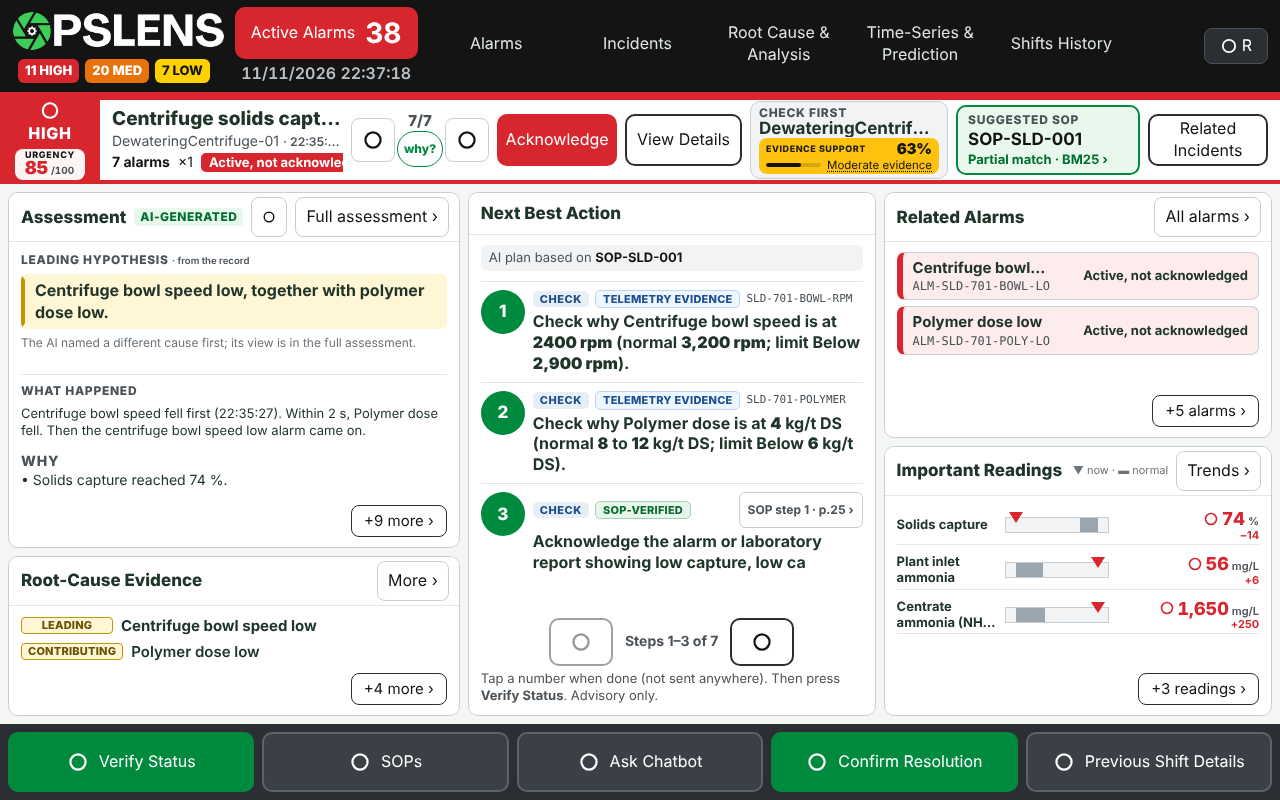 PSLENS
Active Alarms 38
11 HIGH 20 MED 7 LOW
11/11/2026 22:37:18
Alarms
Incidents
Root Cause &
Analysis
Time-Series &
Prediction
Shifts History
R
HIGH
URGENCY
85 /100
Centrifuge solids capt…
DewateringCentrifuge-01 · 22:35:…
7 alarms ×1 Active, not acknowle
7/7
why?
Acknowledge
View Details
CHECK FIRST
DewateringCentrif…
EVIDENCE SUPPORT 63%
Moderate evidence
SUGGESTED SOP
SOP-SLD-001
Partial match · BM25 ›
Related
Incidents
Assessment AI-GENERATED Full assessment ›
LEADING HYPOTHESIS · from the record
Centrifuge bowl speed low, together with polymer
dose low.
The AI named a different cause first; its view is in the full assessment.
WHAT HAPPENED
Centrifuge bowl speed fell first (22:35:27). Within 2 s, Polymer dose
fell. Then the centrifuge bowl speed low alarm came on.
WHY
• Solids capture reached 74 %.
+9 more ›
Root-Cause Evidence More ›
LEADING Centrifuge bowl speed low
CONTRIBUTING Polymer dose low
+4 more ›
Next Best Action
AI plan based on SOP-SLD-001
1 CHECK TELEMETRY EVIDENCE SLD-701-BOWL-RPM
Check why Centrifuge bowl speed is at
2400 rpm (normal 3,200 rpm; limit Below
2,900 rpm).
2 CHECK TELEMETRY EVIDENCE SLD-701-POLYMER
Check why Polymer dose is at 4 kg/t DS
(normal 8 to 12 kg/t DS; limit Below 6 kg/t
DS).
3 CHECK SOP-VERIFIED SOP step 1 · p.25 ›
Acknowledge the alarm or laboratory
report showing low capture, low ca
Steps 1–3 of 7
Tap a number when done (not sent anywhere). Then press
Verify Status. Advisory only.
Related Alarms All alarms ›
Centrifuge bowl… Active, not acknowledged
ALM-SLD-701-BOWL-LO
Polymer dose low Active, not acknowledged
ALM-SLD-701-POLY-LO
+5 alarms ›
Important Readings now · normal Trends ›
Solids capture 74 %
−14
Plant inlet
ammonia 56 mg/L
+6
Centrate
ammonia (NH… 1,650 mg/L
+250
+3 readings ›
Verify Status
SOPs
Ask Chatbot
Confirm Resolution
Previous Shift Details